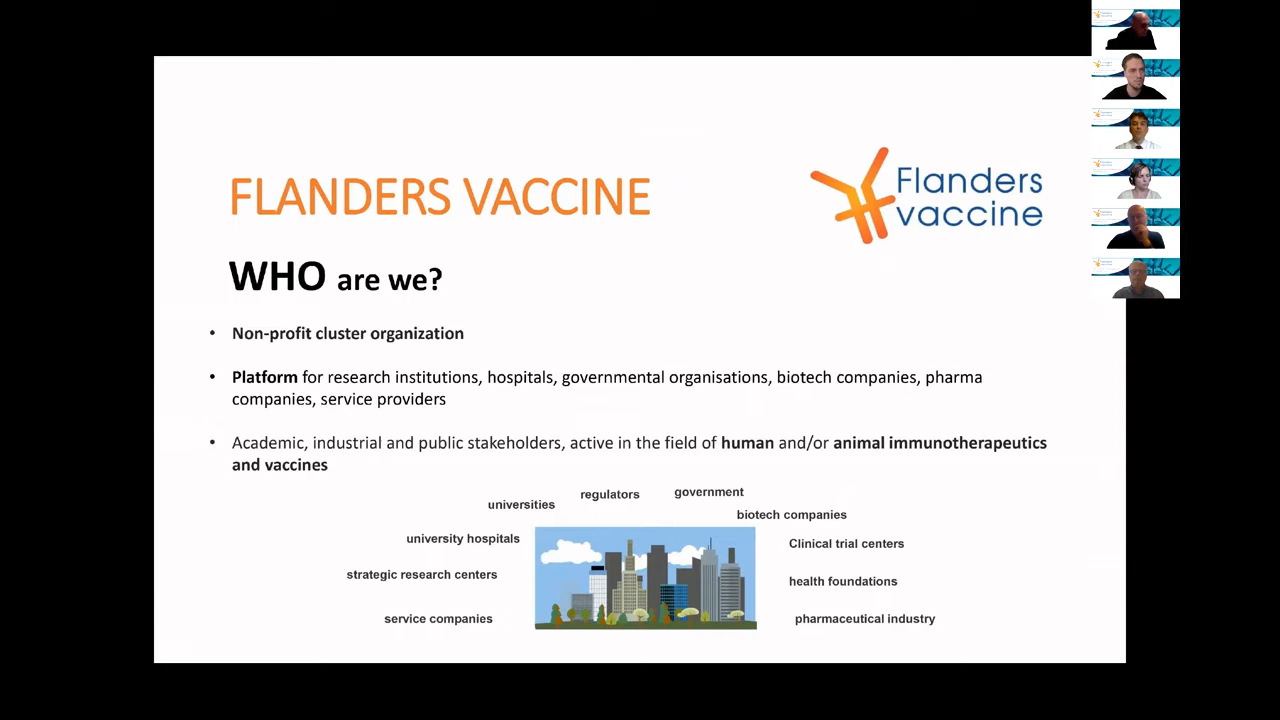 FLANDERS VACCINE
Flanders
vaccine
WHO are we?
• Non-profit cluster organization
• Platform for research institutions, hospitals, governmental organisations, biotech companies, pharma
companies, service providers
• Academic, industrial and public stakeholders, active in the field of human and/or animal immunotherapeutics
and vaccines
universities
regulators
government
biotech companies
university hospitals
Clinical trial centers
strategic research centers
health foundations
service companies
pharmaceutical industry